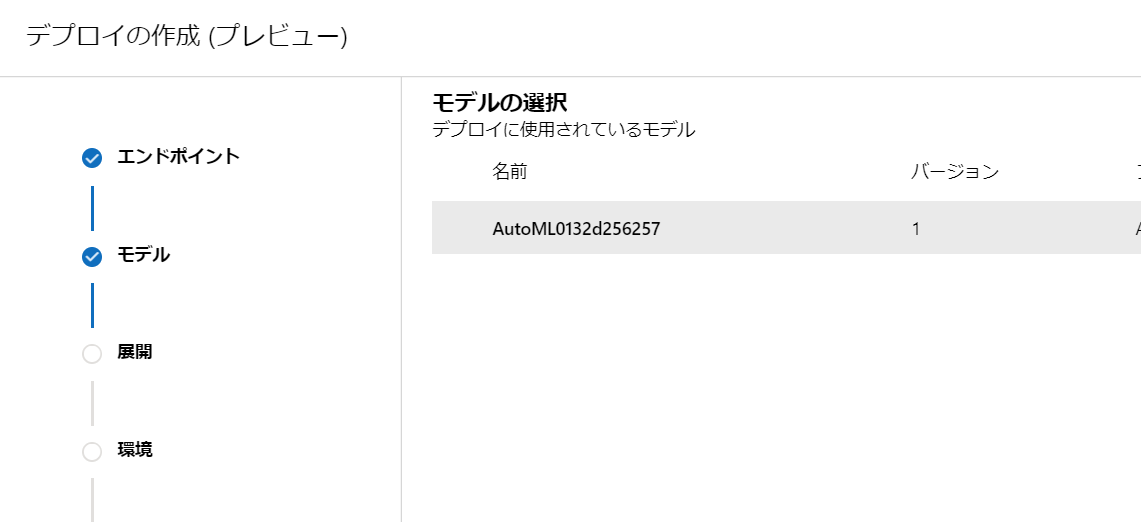 デプロイの作成 (プレビュー)
エンドポイント
モデル
展開
環境
モデルの選択
デプロイに使用されているモデル
名前 バージョン
AutoML0132d256257 1